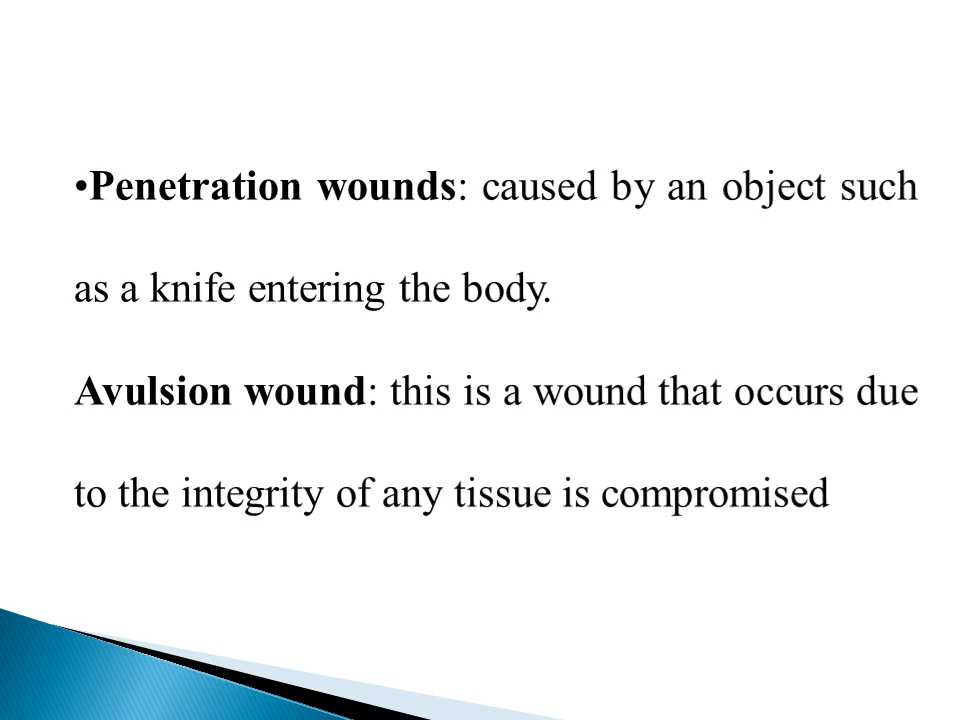 •Penetration wounds: caused by an object such
as a knife entering the body.
Avulsion wound: this is a wound that occurs due
to the integrity of any tissue is compromised